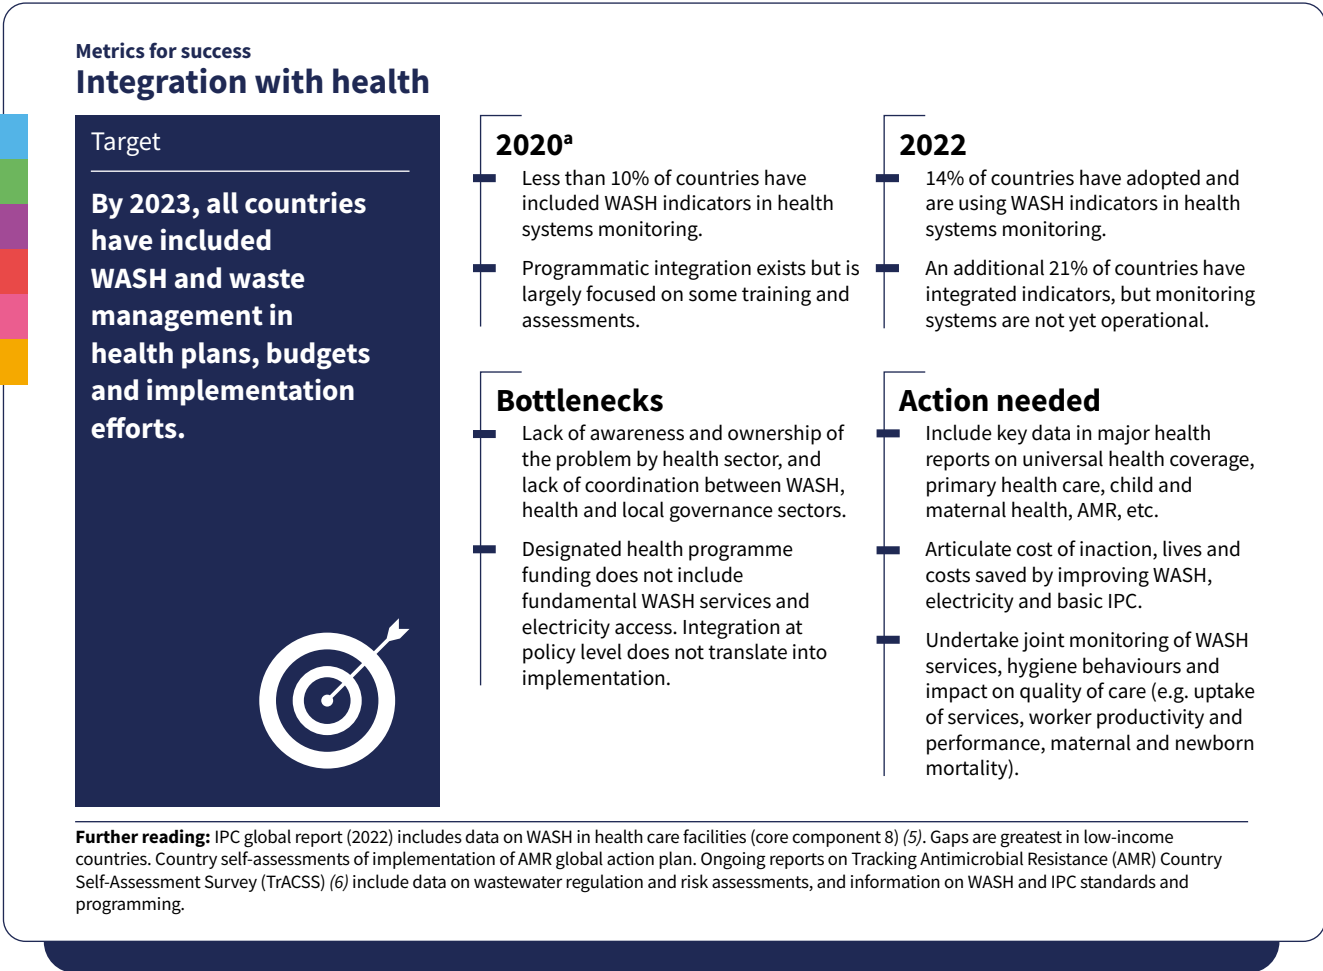 Metrics for success
Integration with health
Target
By 2023, all countries
have included
WASH and waste
management in
health plans, budgets
and implementation
efforts.
2020ᵃ
Less than 10% of countries have
included WASH indicators in health
systems monitoring.
Programmatic integration exists but is
largely focused on some training and
assessments.
2022
14% of countries have adopted and
are using WASH indicators in health
systems monitoring.
An additional 21% of countries have
integrated indicators, but monitoring
systems are not yet operational.
Bottlenecks
Lack of awareness and ownership of
the problem by health sector, and
lack of coordination between WASH,
health and local governance sectors.
Designated health programme
funding does not include
fundamental WASH services and
electricity access. Integration at
policy level does not translate into
implementation.
Action needed
Include key data in major health
reports on universal health coverage,
primary health care, child and
maternal health, AMR, etc.
Articulate cost of inaction, lives and
costs saved by improving WASH,
electricity and basic IPC.
Undertake joint monitoring of WASH
services, hygiene behaviours and
impact on quality of care (e.g. uptake
of services, worker productivity and
performance, maternal and newborn
mortality).
Further reading: IPC global report (2022) includes data on WASH in health care facilities (core component 8) (5). Gaps are greatest in low-income
countries. Country self-assessments of implementation of AMR global action plan. Ongoing reports on Tracking Antimicrobial Resistance (AMR) Country
Self-Assessment Survey (TrACSS) (6) include data on wastewater regulation and risk assessments, and information on WASH and IPC standards and
programming.